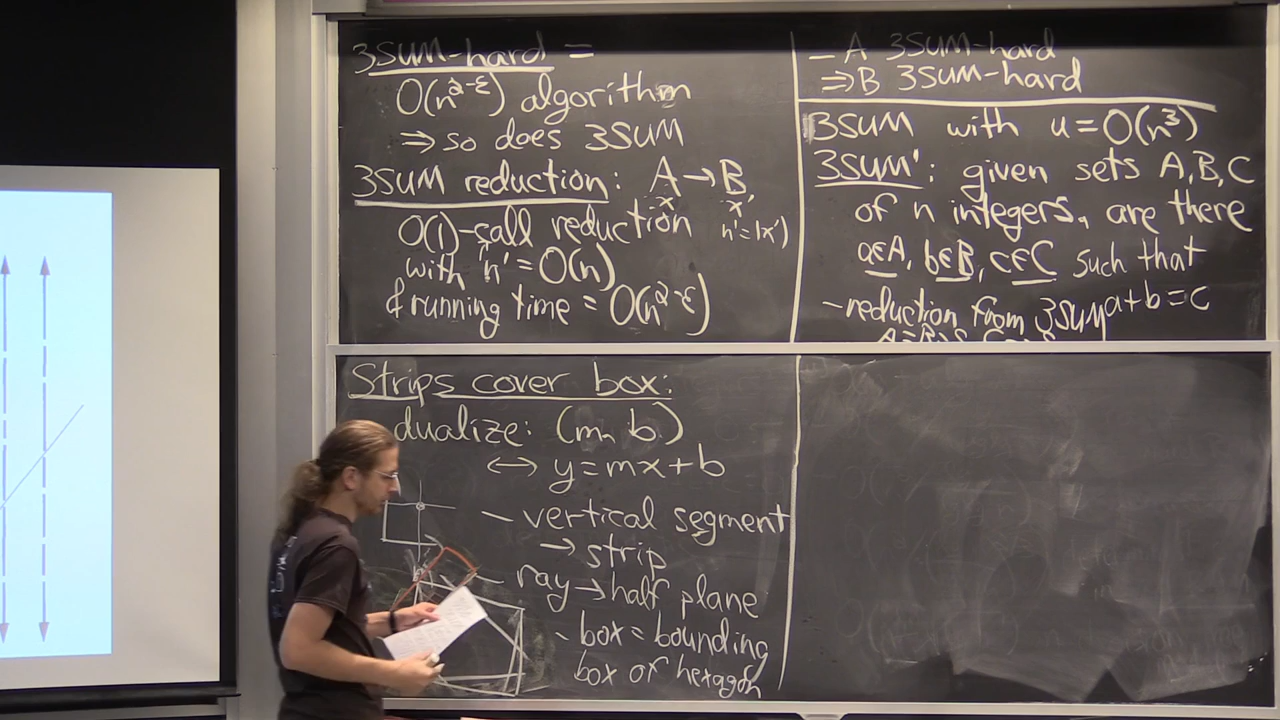 3SUM-hard =
O(n^{2-ε}) algorithm
⇒ so does 3SUM
3SUM reduction: A → B,
x x'
O(1)-call reduction n'=|x'|
with n' = O(n)
& running time = O(n^{2-ε})
- A 3SUM-hard
⇒ B 3SUM-hard
3SUM with u = O(n³)
3SUM': given sets A, B, C
of n integers, are there
a∈A, b∈B, c∈C such that
a+b=c
- reduction from 3SUM
Strips cover box:
dualize: (m, b)
↔ y = mx + b
- vertical segment
→ strip
- ray → half plane
- box = bounding
box of hexagon